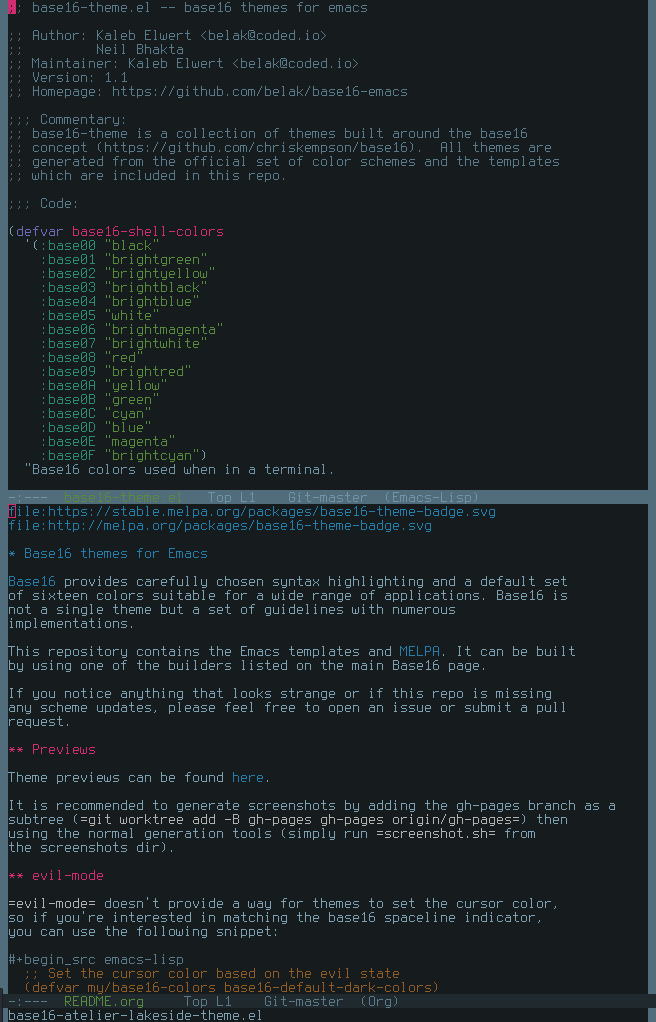 ;; base16-theme.el -- base16 themes for emacs
;; Author: Kaleb Elwert <belak@coded.io>
;;         Neil Bhakta
;; Maintainer: Kaleb Elwert <belak@coded.io>
;; Version: 1.1
;; Homepage: https://github.com/belak/base16-emacs
;;; Commentary:
;; base16-theme is a collection of themes built around the base16
;; concept (https://github.com/chriskempson/base16).  All themes are
;; generated from the official set of color schemes and the templates
;; which are included in this repo.
;;; Code:
(defvar base16-shell-colors
  '(:base00 "black"
    :base01 "brightgreen"
    :base02 "brightyellow"
    :base03 "brightblack"
    :base04 "brightblue"
    :base05 "white"
    :base06 "brightmagenta"
    :base07 "brightwhite"
    :base08 "red"
    :base09 "brightred"
    :base0A "yellow"
    :base0B "green"
    :base0C "cyan"
    :base0D "blue"
    :base0E "magenta"
    :base0F "brightcyan")
  "Base16 colors used when in a terminal.
-:---  base16-theme.el   Top L1    Git-master  (Emacs-Lisp)
file:https://stable.melpa.org/packages/base16-theme-badge.svg
file:http://melpa.org/packages/base16-theme-badge.svg
* Base16 themes for Emacs
Base16 provides carefully chosen syntax highlighting and a default set
of sixteen colors suitable for a wide range of applications. Base16 is
not a single theme but a set of guidelines with numerous
implementations.
This repository contains the Emacs templates and MELPA. It can be built
by using one of the builders listed on the main Base16 page.
If you notice anything that looks strange or if this repo is missing
any scheme updates, please feel free to open an issue or submit a pull
request.
** Previews
Theme previews can be found here.
It is recommended to generate screenshots by adding the gh-pages branch as a
subtree (=git worktree add -B gh-pages gh-pages origin/gh-pages=) then
using the normal generation tools (simply run =screenshot.sh= from
the screenshots dir).
** evil-mode
=evil-mode= doesn't provide a way for themes to set the cursor color,
so if you're interested in matching the base16 spaceline indicator,
you can use the following snippet:
#+begin_src emacs-lisp
  ;; Set the cursor color based on the evil state
  (defvar my/base16-colors base16-default-dark-colors)
-:---  README.org     Top L1    Git-master  (Org)
base16-atelier-lakeside-theme.el